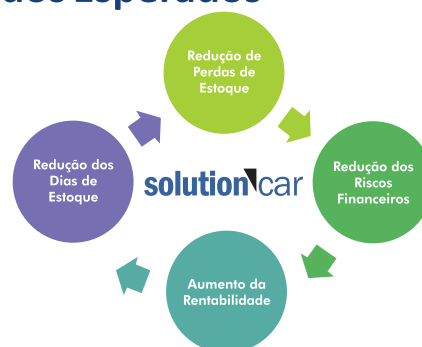 Esperados
Redução de
Perdas de
Estoque
Redução dos
Riscos
Financeiros
Aumento da
Rentabilidade
Redução dos
Dias de
Estoque
solution car